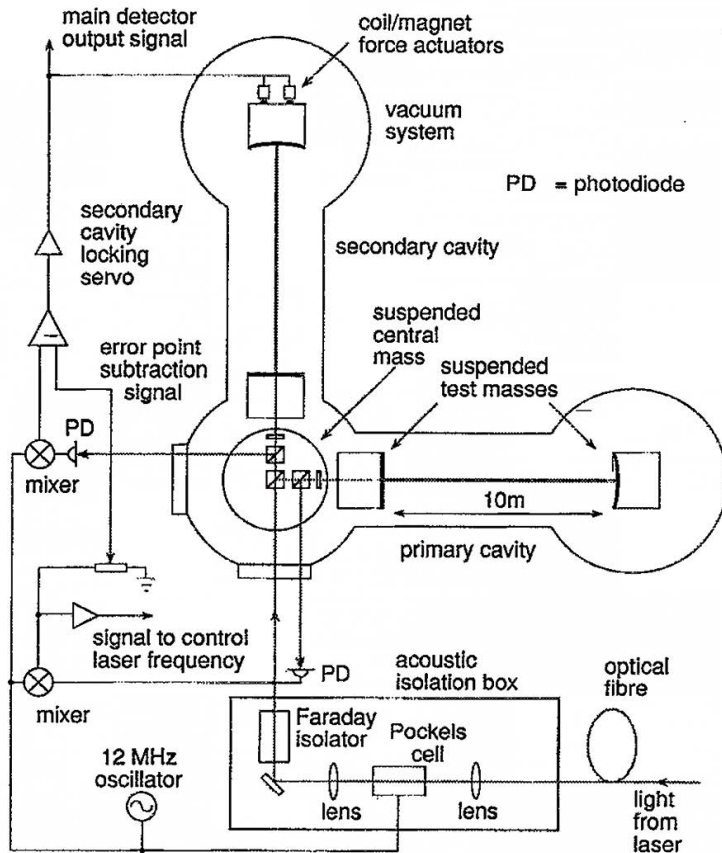 main detector
output signal
coil/magnet
force actuators
vacuum
system
PD = photodiode
secondary
cavity
locking
servo
secondary cavity
suspended
central
mass
error point
subtraction
signal
suspended
test masses
PD
mixer
10m
primary cavity
signal to control
laser frequency
PD
mixer
acoustic
isolation box
optical
fibre
Faraday
isolator
Pockels
cell
12 MHz
oscillator
lens
lens
light
from
laser